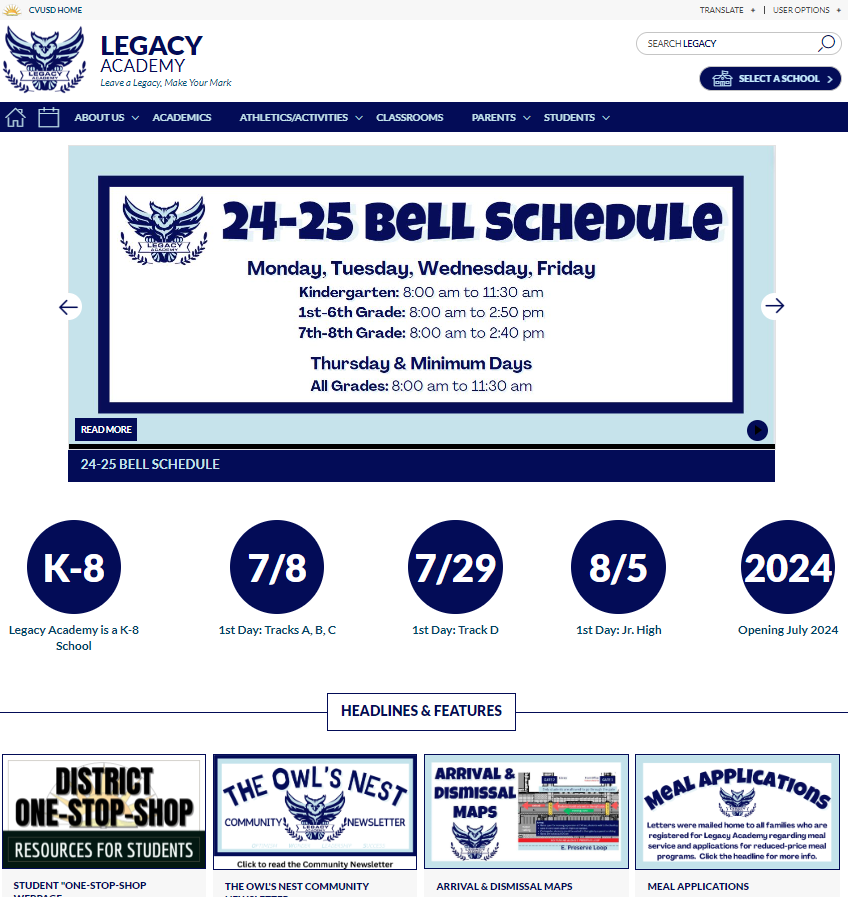 CVUSD HOME
TRANSLATE +
USER OPTIONS +
LEGACY
ACADEMY
Leave a Legacy, Make Your Mark
LEGACY
ACADEMY
SEARCH LEGACY
SELECT A SCHOOL
ABOUT US
ACADEMICS
ATHLETICS/ACTIVITIES
CLASSROOMS
PARENTS
STUDENTS
LEGACY
ACADEMY
24-25 BELL SCHEDULE
Monday, Tuesday, Wednesday, Friday
Kindergarten: 8:00 am to 11:30 am
1st-6th Grade: 8:00 am to 2:50 pm
7th-8th Grade: 8:00 am to 2:40 pm
Thursday & Minimum Days
All Grades: 8:00 am to 11:30 am
READ MORE
24-25 BELL SCHEDULE
K-8
Legacy Academy is a K-8
School
7/8
1st Day: Tracks A, B, C
7/29
1st Day: Track D
8/5
1st Day: Jr. High
2024
Opening July 2024
HEADLINES & FEATURES
DISTRICT
ONE-STOP-SHOP
RESOURCES FOR STUDENTS
STUDENT "ONE-STOP-SHOP
THE OWL'S NEST
COMMUNITY
NEWSLETTER
LEGACY
Click to read the Community Newsletter
THE OWL'S NEST COMMUNITY
ARRIVAL &
DISMISSAL
MAPS
LEGACY
E. Preserve Loop
ARRIVAL & DISMISSAL MAPS
MEAL APPLICATIONS
LEGACY
Letters were mailed home to all families who are
registered for Legacy Academy regarding meal
service and applications for reduced-price meal
programs. Click the headline for more info.
MEAL APPLICATIONS